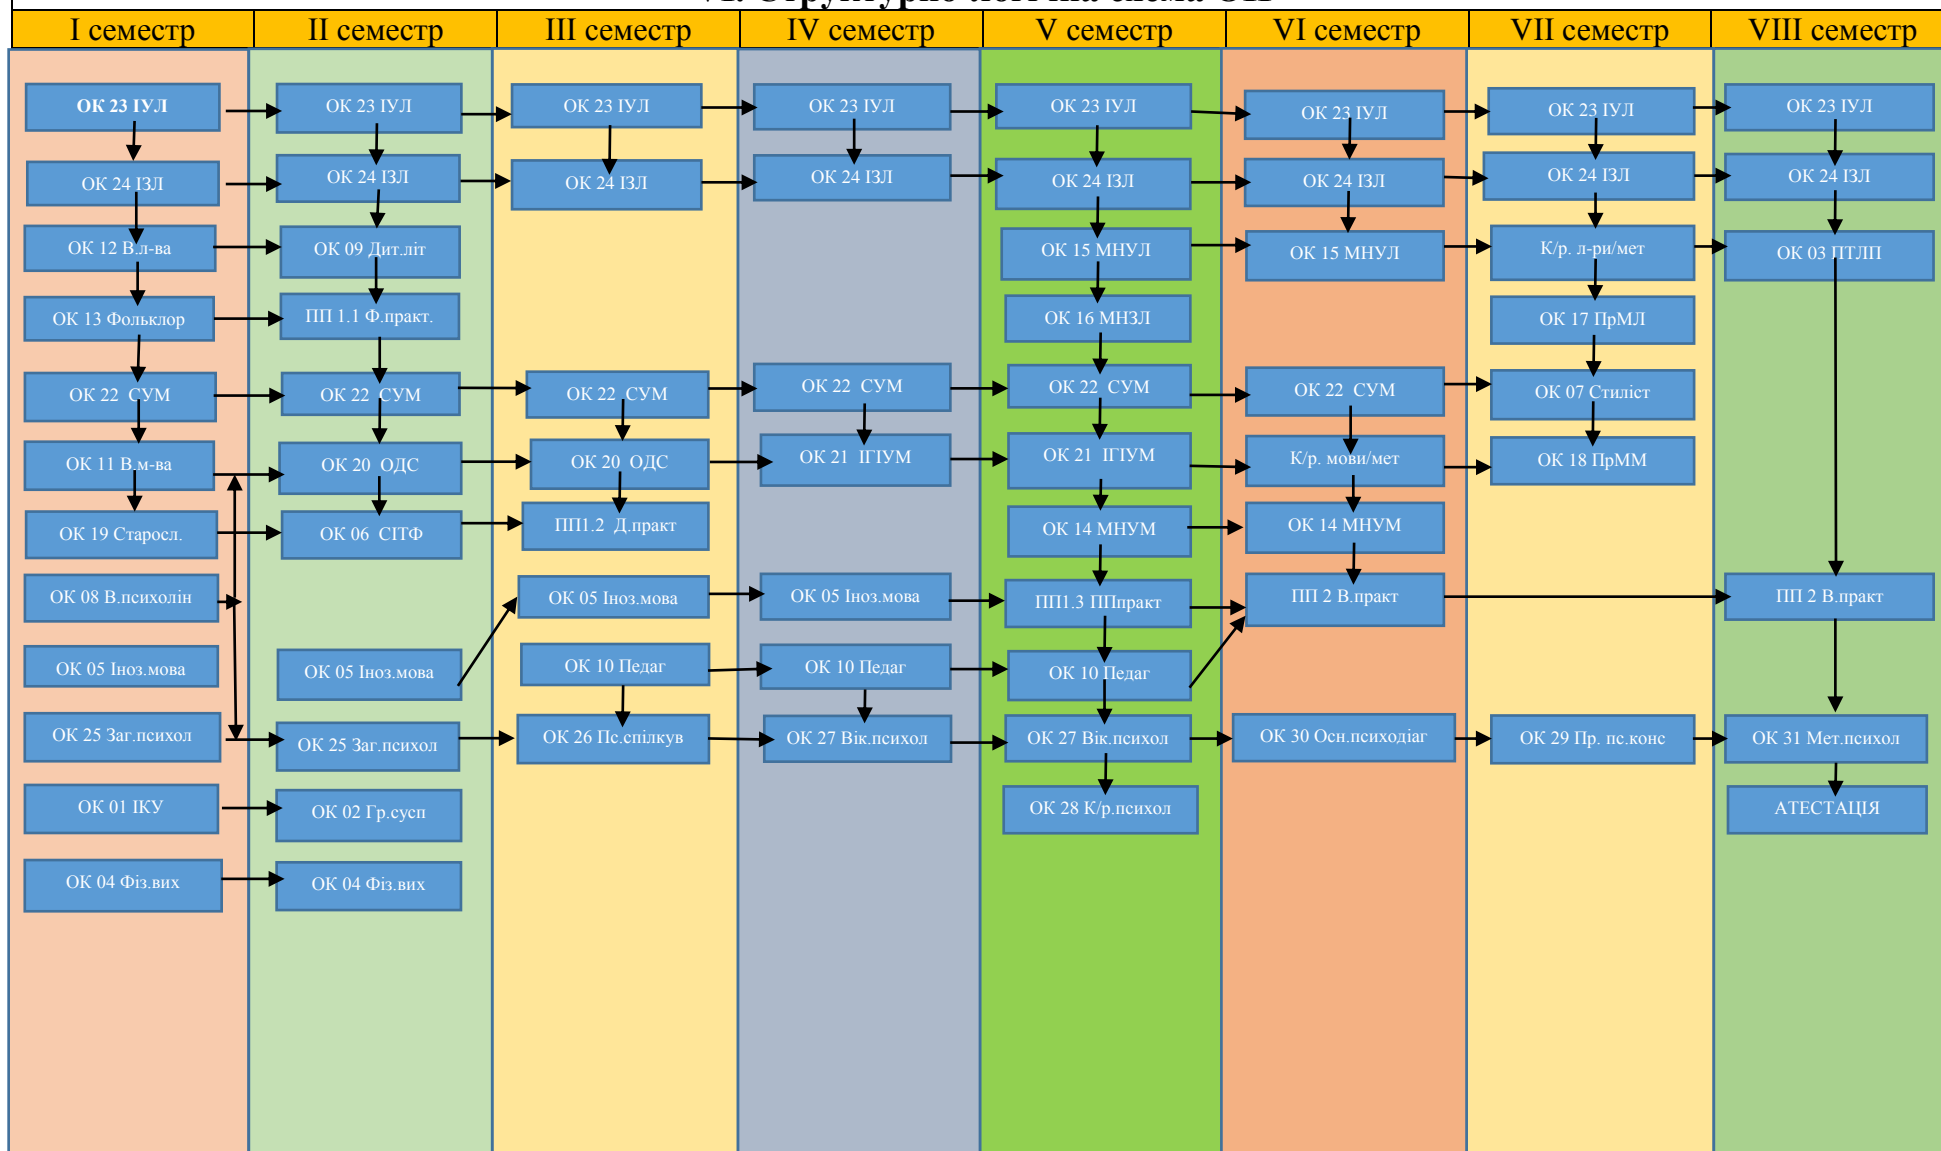 І семестр
ІІ семестр
ІІІ семестр
IV семестр
V семестр
VI семестр
VII семестр
VIII семестр
ОК 23 ІУЛ
ОК 24 ІЗЛ
ОК 12 В.л-ва
ОК 13 Фольклор
ОК 22 СУМ
ОК 11 В.м-ва
ОК 19 Старосл.
ОК 08 В.психолін
ОК 05 Іноз.мова
ОК 25 Заг.психол
ОК 01 ІКУ
ОК 04 Фіз.вих
ОК 23 ІУЛ
ОК 24 ІЗЛ
ОК 09 Дит.літ
ПП 1.1 Ф.практ.
ОК 22 СУМ
ОК 20 ОДС
ОК 06 СІТФ
ОК 05 Іноз.мова
ОК 25 Заг.психол
ОК 02 Гр.сусп
ОК 04 Фіз.вих
ОК 23 ІУЛ
ОК 24 ІЗЛ
ОК 22 СУМ
ОК 20 ОДС
ПП1.2 Д.практ
ОК 05 Іноз.мова
ОК 10 Педаг
ОК 26 Пс.спілкув
ОК 23 ІУЛ
ОК 24 ІЗЛ
ОК 22 СУМ
ОК 21 ІГІУМ
ОК 05 Іноз.мова
ОК 10 Педаг
ОК 27 Вік.психол
ОК 23 ІУЛ
ОК 24 ІЗЛ
ОК 15 МНУЛ
ОК 16 МНЗЛ
ОК 22 СУМ
ОК 21 ІГІУМ
ОК 14 МНУМ
ПП1.3 ППпракт
ОК 10 Педаг
ОК 27 Вік.психол
ОК 28 К/р.психол
ОК 23 ІУЛ
ОК 24 ІЗЛ
ОК 15 МНУЛ
ОК 22 СУМ
К/р. мови/мет
ОК 14 МНУМ
ПП 2 В.практ
ОК 30 Осн.психодіаг
ОК 23 ІУЛ
ОК 24 ІЗЛ
К/р. л-ри/мет
ОК 17 ПрМЛ
ОК 07 Стиліст
ОК 18 ПрММ
ОК 29 Пр. пс.конс
ОК 23 ІУЛ
ОК 24 ІЗЛ
ОК 03 ПТЛП
ПП 2 В.практ
ОК 31 Мет.психол
АТЕСТАЦІЯ